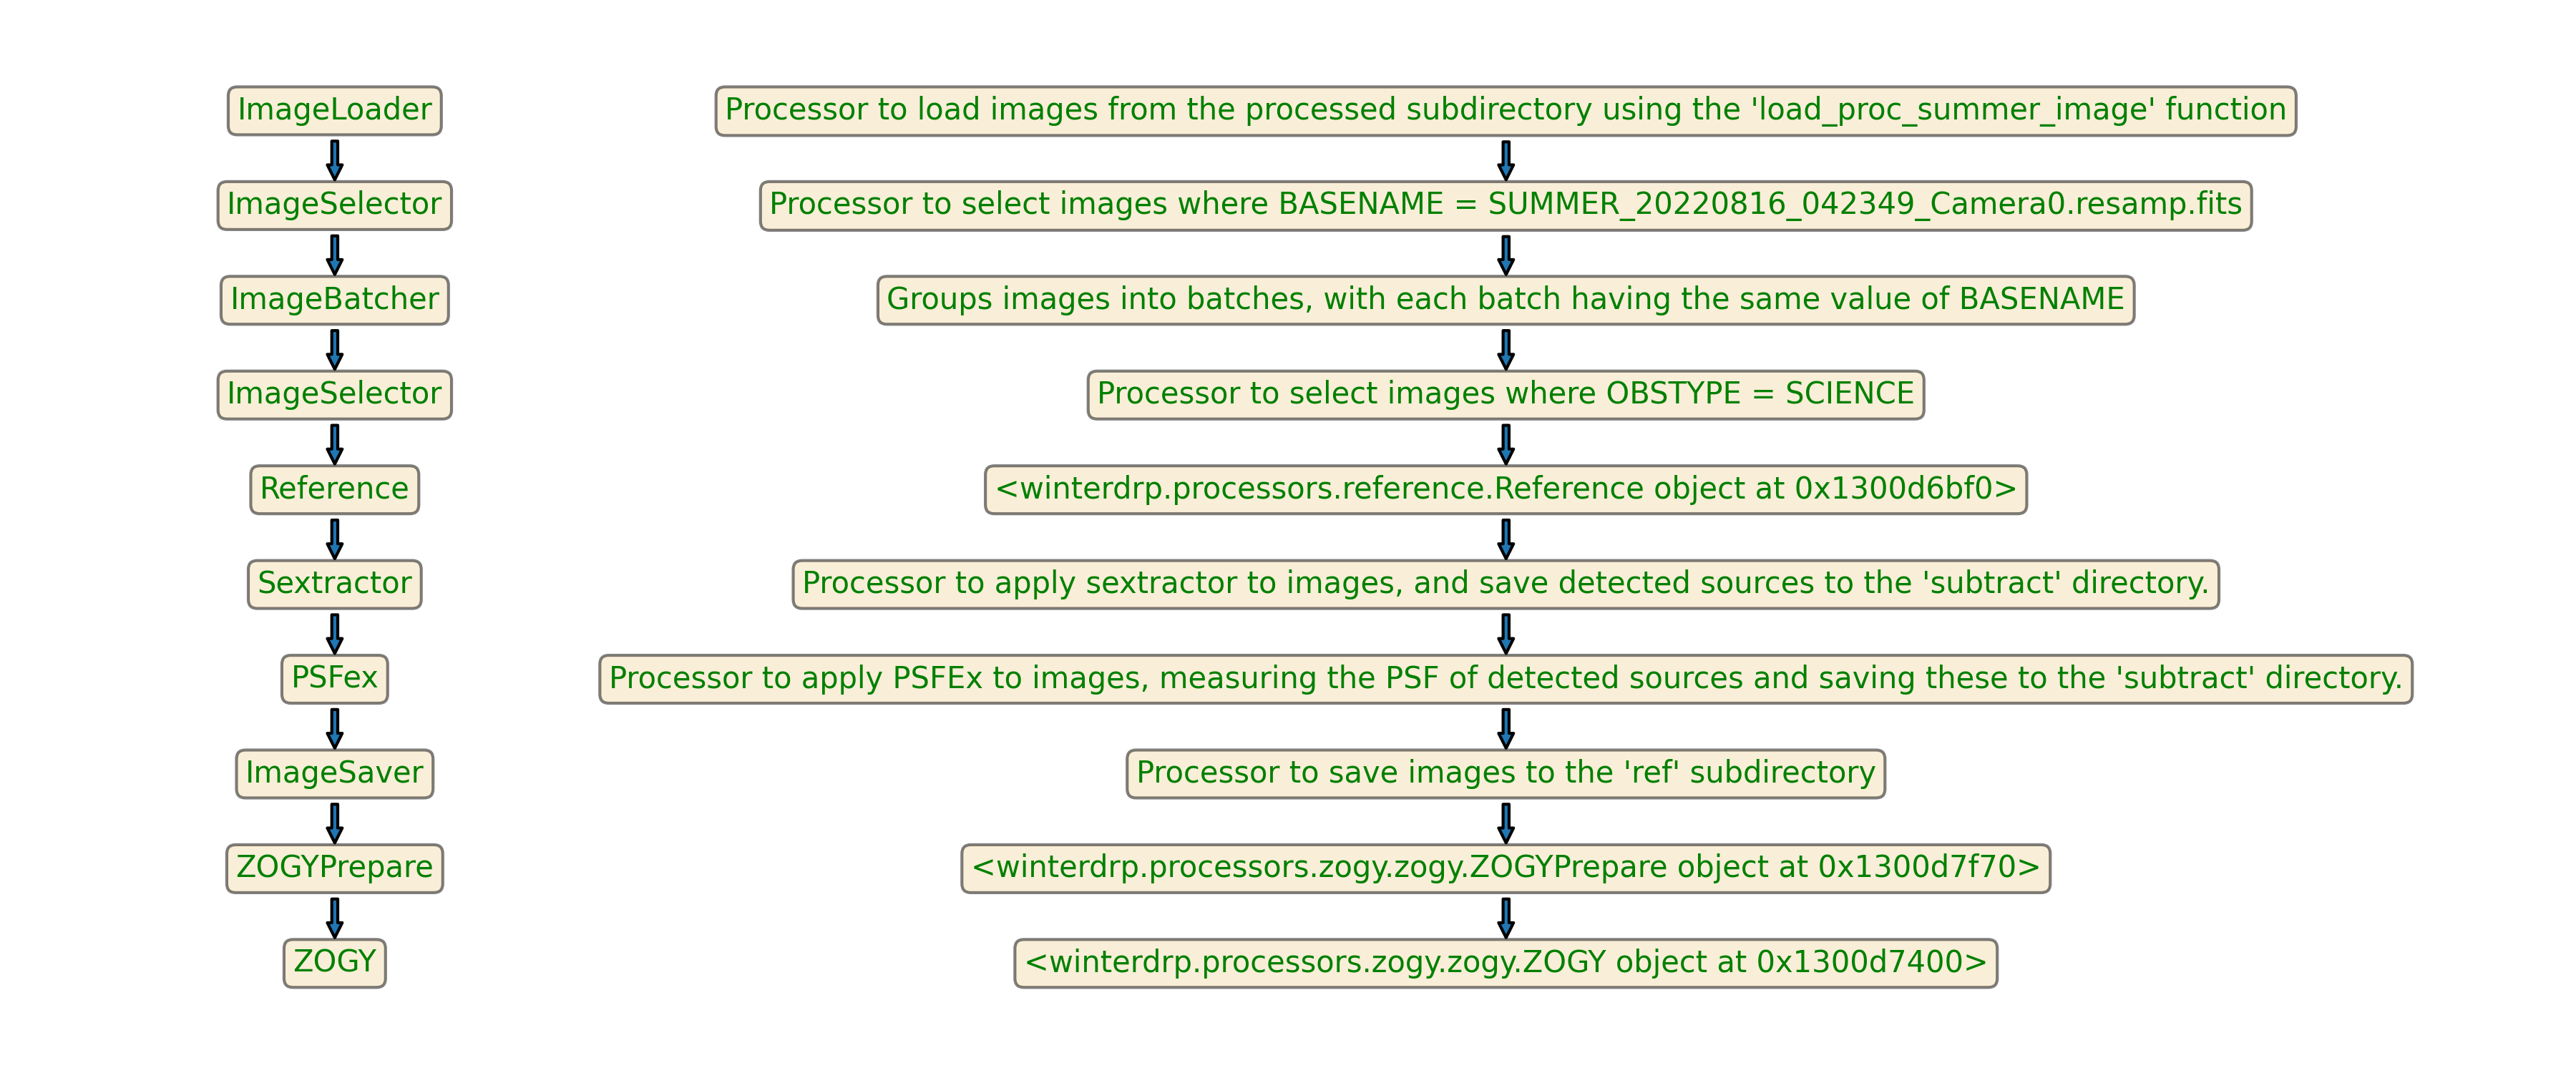 ImageLoader
Processor to load images from the processed subdirectory using the 'load_proc_summer_image' function
ImageSelector
Processor to select images where BASENAME = SUMMER_20220816_042349_Camera0.resamp.fits
ImageBatcher
Groups images into batches, with each batch having the same value of BASENAME
ImageSelector
Processor to select images where OBSTYPE = SCIENCE
Reference
<winterdrp.processors.reference.Reference object at 0x1300d6bf0>
Sextractor
Processor to apply sextractor to images, and save detected sources to the 'subtract' directory.
PSFex
Processor to apply PSFEx to images, measuring the PSF of detected sources and saving these to the 'subtract' directory.
ImageSaver
Processor to save images to the 'ref' subdirectory
ZOGYPrepare
<winterdrp.processors.zogy.zogy.ZOGYPrepare object at 0x1300d7f70>
ZOGY
<winterdrp.processors.zogy.zogy.ZOGY object at 0x1300d7400>